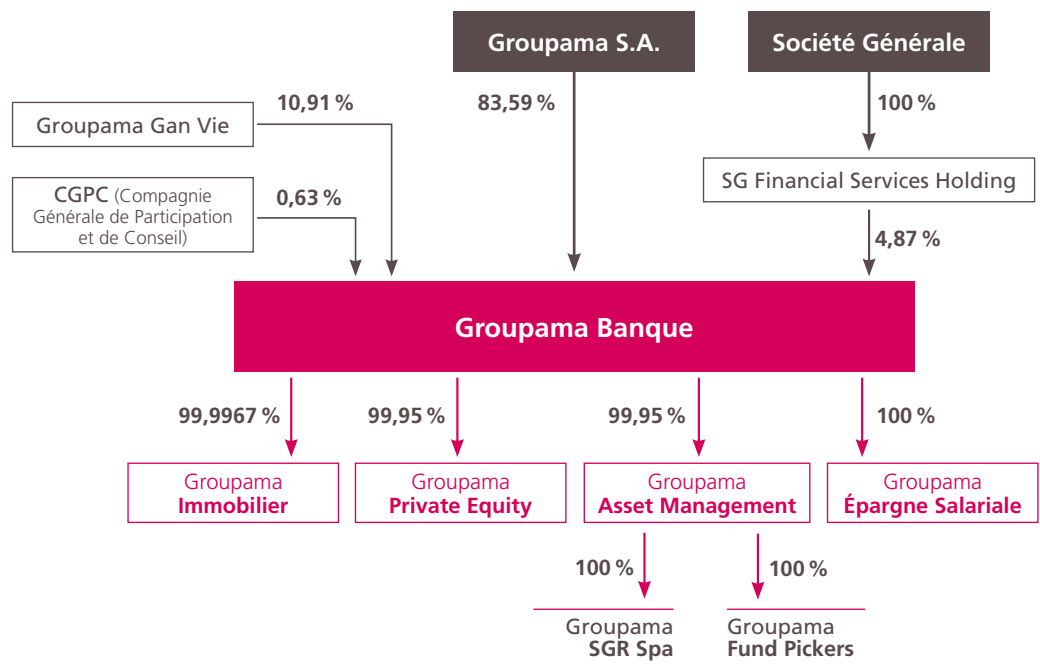 Groupama S.A.
Société Générale
10,91 %
83,59 %
100 %
Groupama Gan Vie
SG Financial Services Holding
CGPC (Compagnie
Générale de Participation
et de Conseil)
0,63 %
4,87 %
Groupama Banque
99,9967 %
99,95 %
99,95 %
100 %
Groupama
Immobilier
Groupama
Private Equity
Groupama
Asset Management
Groupama
Épargne Salariale
100 %
100 %
Groupama
SGR Spa
Groupama
Fund Pickers